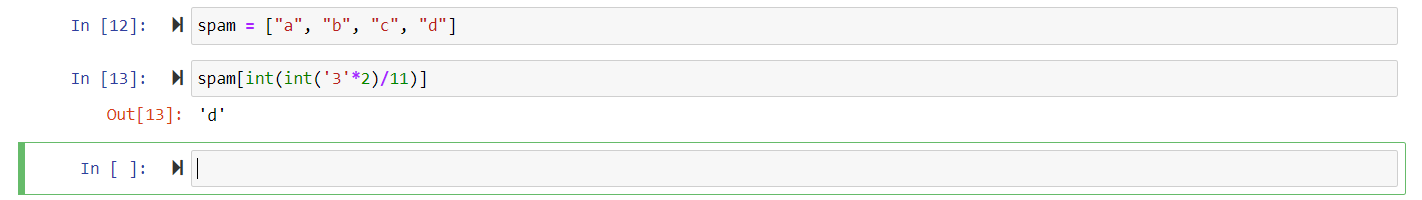 In [12]: spam = ["a", "b", "c", "d"]
In [13]: spam[int(int('3'*2)/11)]
Out[13]: 'd'
In [ ]: